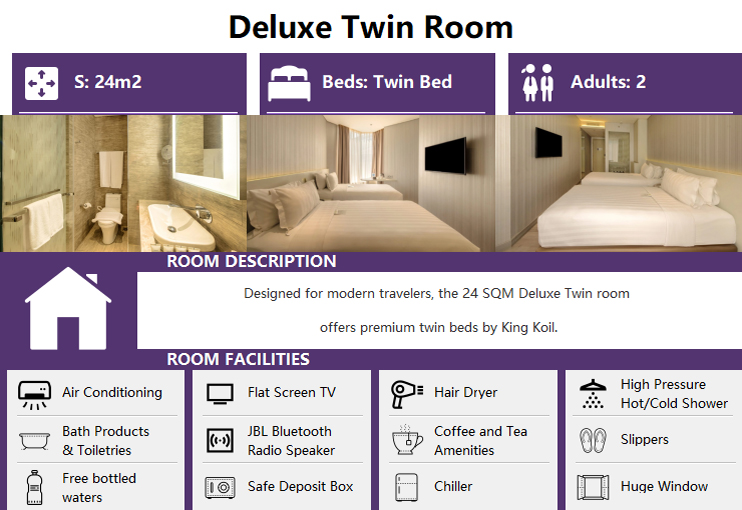 Deluxe Twin Room
S: 24m2
Beds: Twin Bed
Adults: 2
ROOM DESCRIPTION
Designed for modern travelers, the 24 SQM Deluxe Twin room
offers premium twin beds by King Koil.
ROOM FACILITIES
Air Conditioning
Flat Screen TV
Hair Dryer
High Pressure
Hot/Cold Shower
Bath Products
& Toiletries
JBL Bluetooth
Radio Speaker
Coffee and Tea
Amenities
Slippers
Free bottled
waters
Safe Deposit Box
Chiller
Huge Window